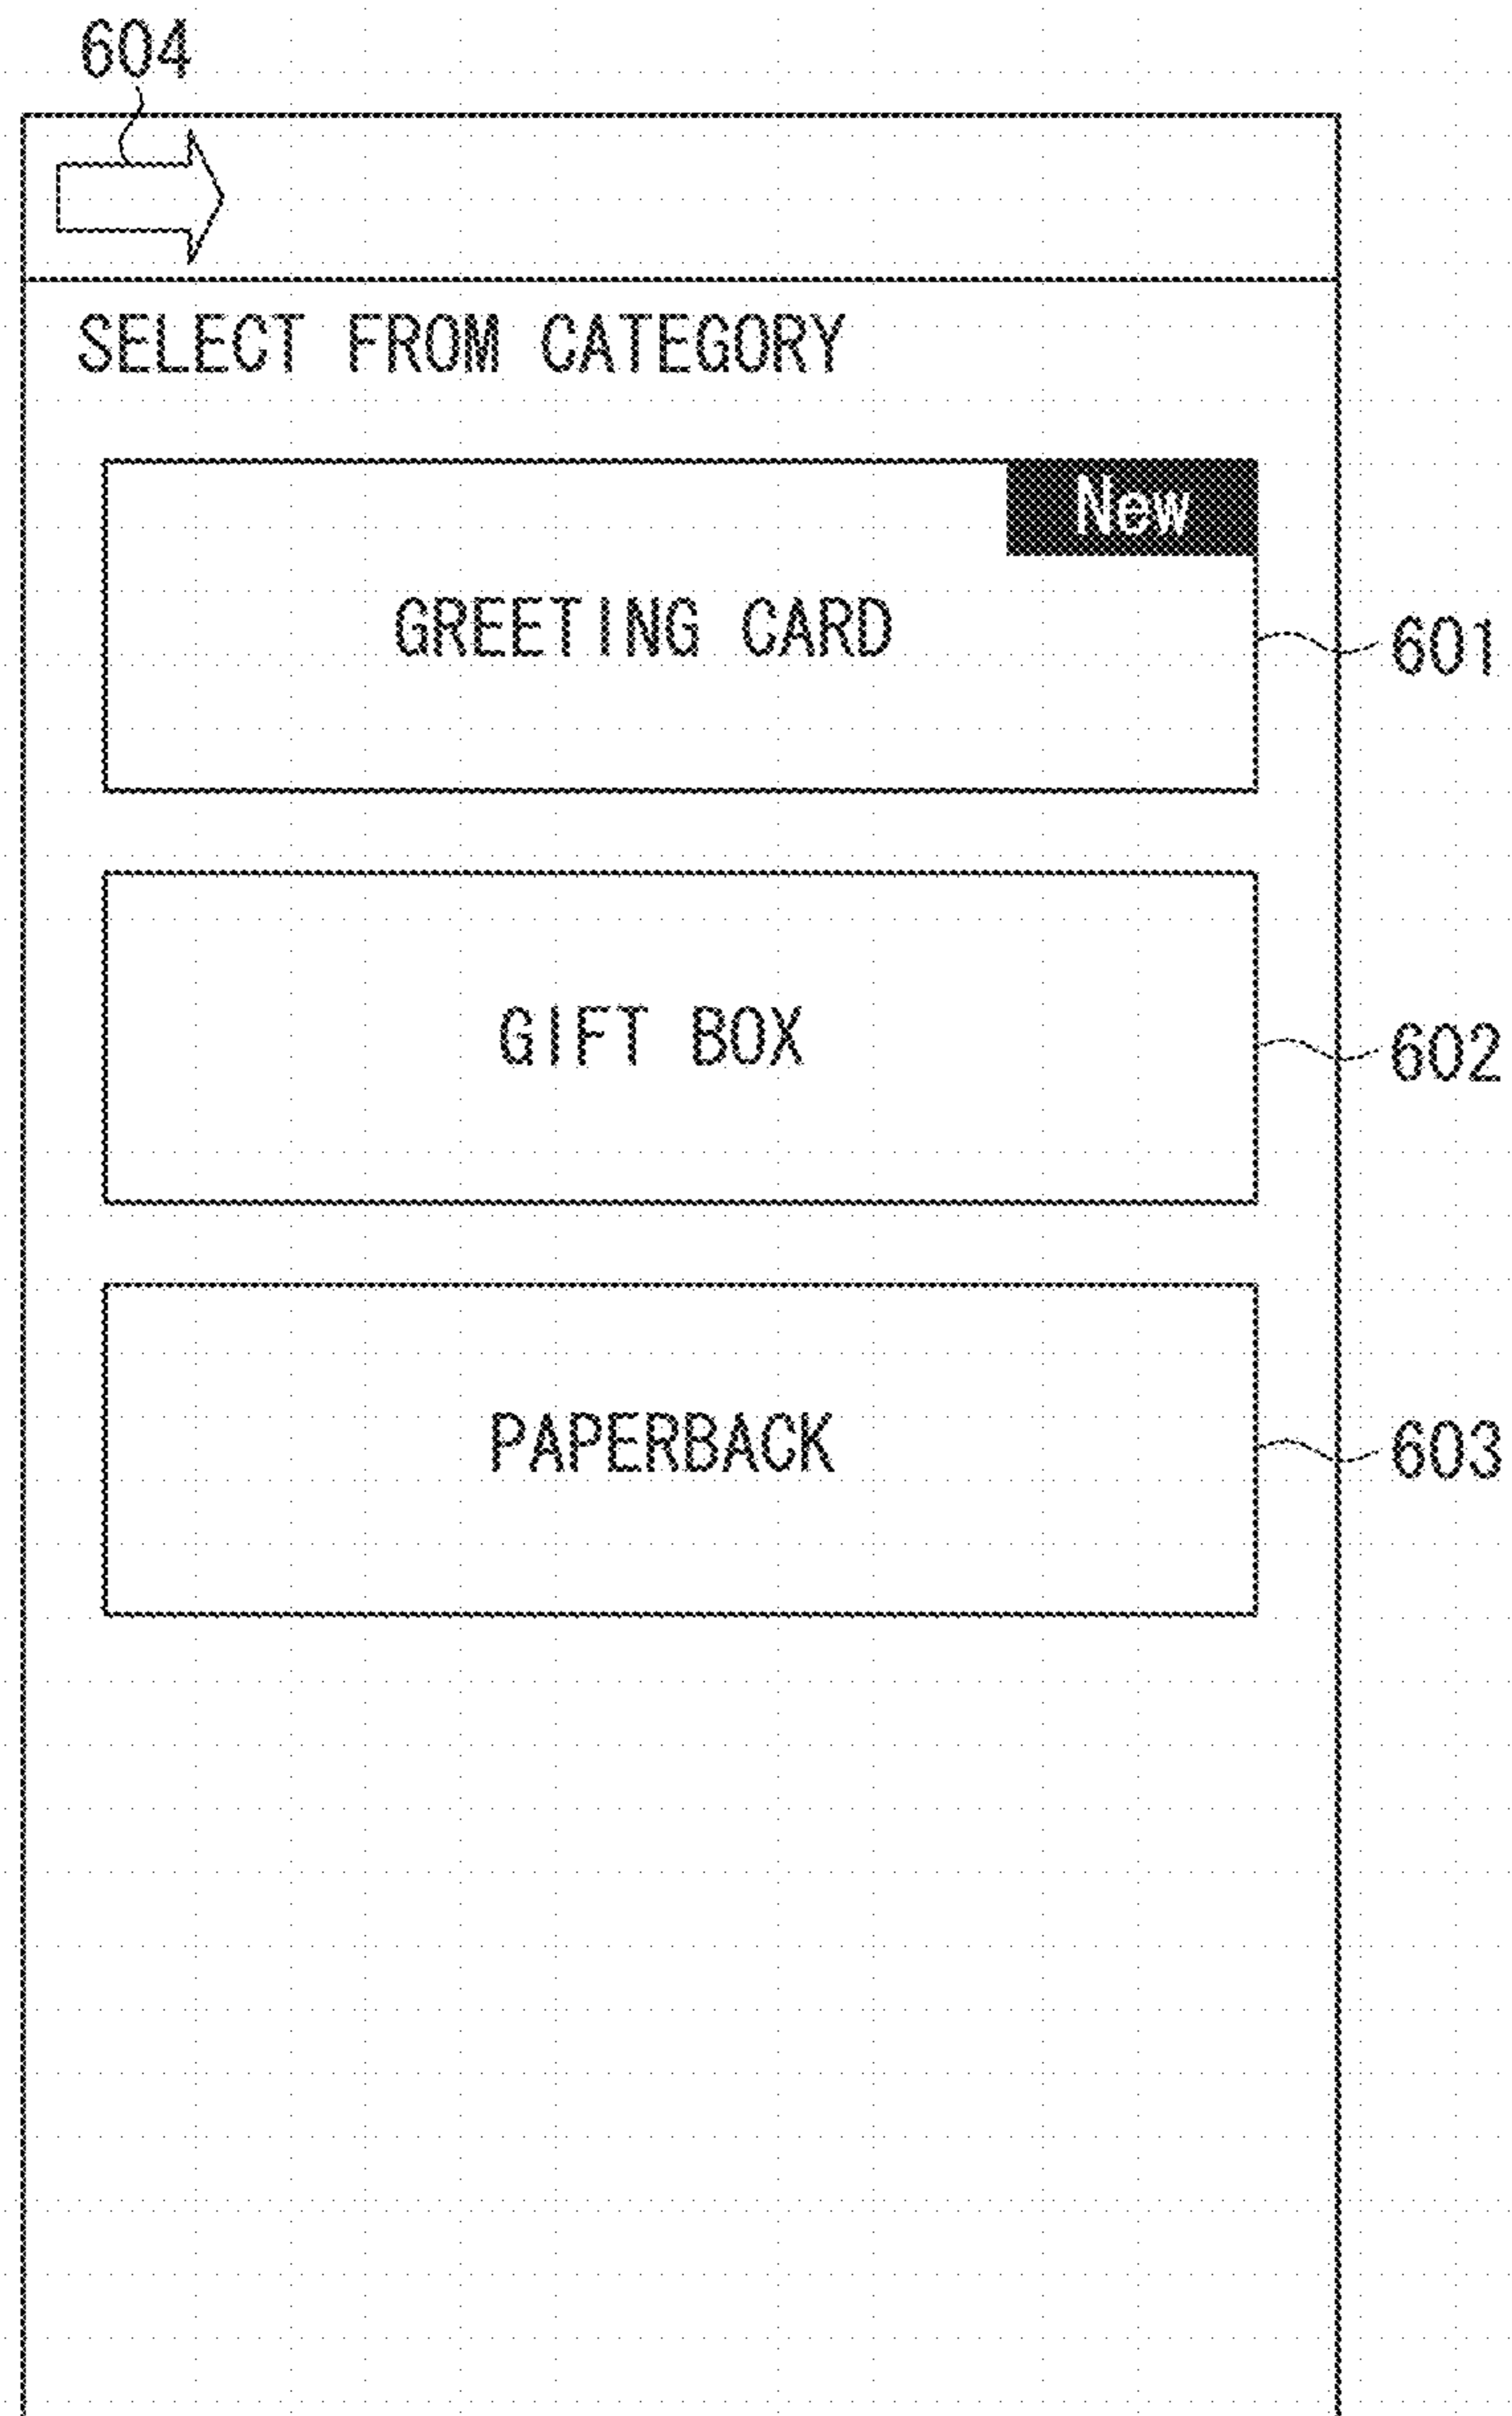 604
SELECT FROM CATEGORY
New
GREETING CARD
601
GIFT BOX
602
PAPERBACK
603